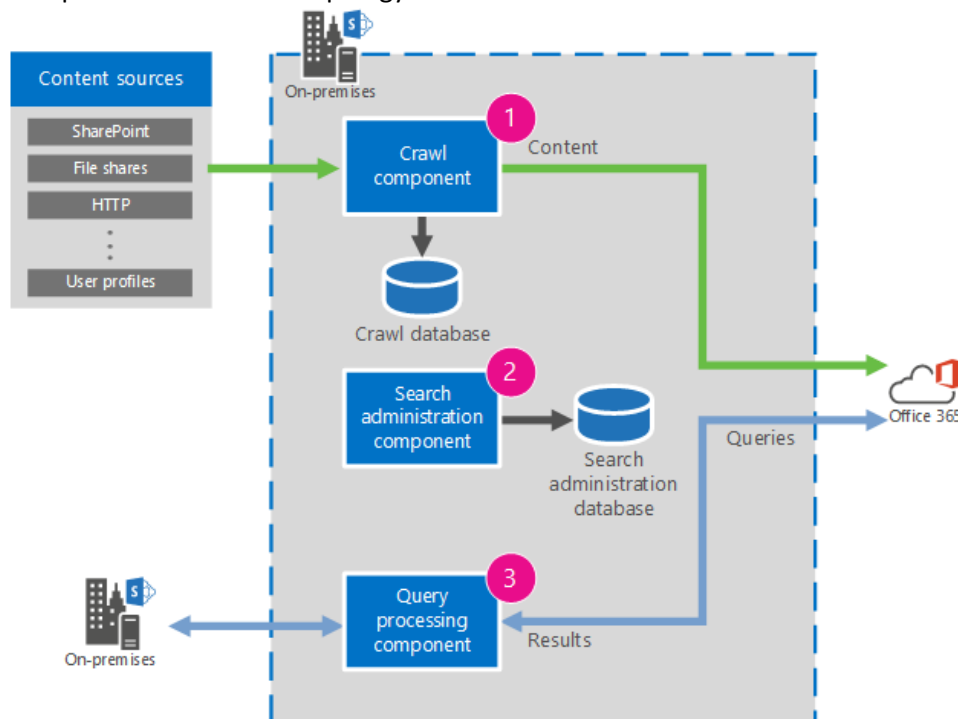 On-premises
Content sources
SharePoint
File shares
HTTP
User profiles
1
Crawl
component
Content
Crawl database
2
Search
administration
component
Search
administration
database
Office 365
Queries
3
Query
processing
component
Results
S
On-premises
S